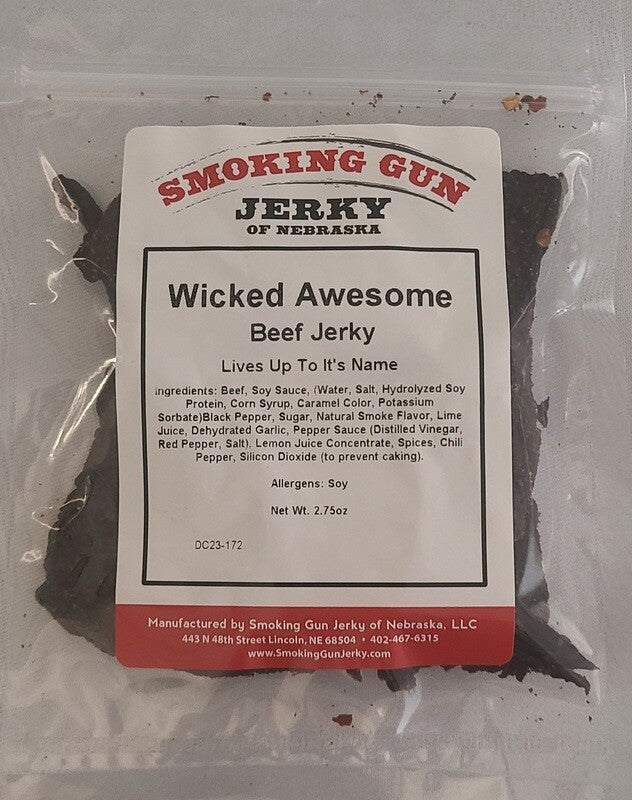 SMOKING GUN
JERKY
OF NEBRASKA
Wicked Awesome
Beef Jerky
Lives Up To It's Name
Ingredients: Beef, Soy Sauce, (Water, Salt, Hydrolyzed Soy
Protein, Corn Syrup, Caramel Color, Potassium
Sorbate)Black Pepper, Sugar, Natural Smoke Flavor, Lime
Juice, Dehydrated Garlic, Pepper Sauce (Distilled Vinegar,
Red Pepper, Salt). Lemon Juice Concentrate, Spices, Chili
Pepper, Silicon Dioxide (to prevent caking).
Allergens: Soy
Net Wt. 2.75oz
DC23-172
Manufactured by Smoking Gun Jerky of Nebraska, LLC
443 N 48th Street Lincoln, NE 68504 • 402-467-6315
www.SmokingGunJerky.com